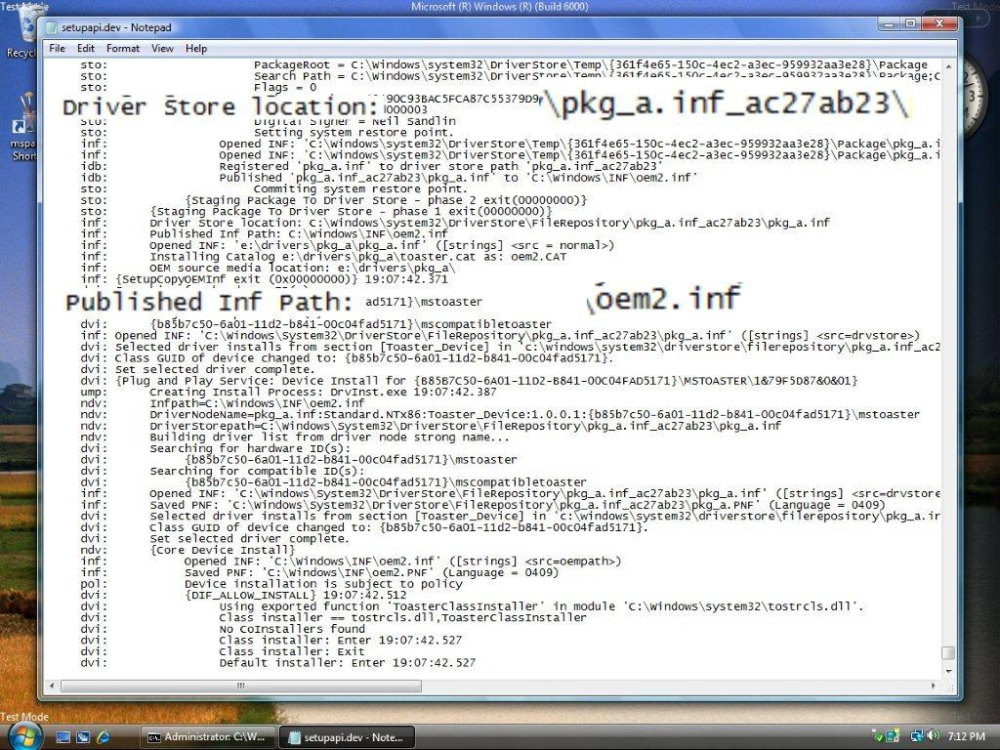 Test Mode
Microsoft (R) Windows (R) (Build 6000)
Test Mode
Recyc
mspa
Short
setupapi.dev - Notepad
File Edit Format View Help
sto: PackageRoot = C:\Windows\system32\DriverStore\Temp\{361f4e65-150c-4ec2-a3ec-959932aa3e28}\Package
sto: Search Path = C:\Windows\system32\DriverStore\Temp\{361f4e65-150c-4ec2-a3ec-959932aa3e28}\Package;C
sto: Flags = 0
Driver Store location: \pkg_a.inf_ac27ab23\
90C93BAC5FCA87C55379D9
000003
sto: Digital Signer = Neil Sandlin
sto: Setting system restore point.
inf: Opened INF: 'C:\Windows\system32\DriverStore\Temp\{361f4e65-150c-4ec2-a3ec-959932aa3e28}\Package\pkg_a.i
inf: Opened INF: 'C:\Windows\system32\DriverStore\Temp\{361f4e65-150c-4ec2-a3ec-959932aa3e28}\Package\pkg_a.i
idb: Registered 'pkg_a.inf' to driver store path 'pkg_a.inf_ac27ab23'
idb: Published 'pkg_a.inf_ac27ab23\pkg_a.inf' to 'C:\Windows\INF\oem2.inf'
sto: Commiting system restore point.
sto: {Staging Package To Driver Store - phase 2 exit(00000000)}
sto: {Staging Package To Driver Store - phase 1 exit(00000000)}
inf: Driver Store location: C:\Windows\system32\DriverStore\FileRepository\pkg_a.inf_ac27ab23\pkg_a.inf
inf: Published Inf Path: C:\Windows\INF\oem2.inf
inf: Opened INF: 'e:\drivers\pkg_a\pkg_a.inf' ([strings] <src = normal>)
inf: Installing Catalog e:\drivers\pkg_a\toaster.cat as: oem2.CAT
inf: OEM source media location: e:\drivers\pkg_a\
inf: {SetupCopyOEMInf exit (0x00000000)} 19:07:42.371
Published Inf Path: ad5171}\mstoaster \oem2.inf
dvi: {b85b7c50-6a01-11d2-b841-00c04fad5171}\mscompatibletoaster
inf: Opened INF: 'C:\Windows\System32\DriverStore\FileRepository\pkg_a.inf_ac27ab23\pkg_a.inf' ([strings] <src=drvstore>)
dvi: Selected driver installs from section [Toaster_Device] in 'c:\windows\system32\driverstore\filerepository\pkg_a.inf_ac2
dvi: Class GUID of device changed to: {b85b7c50-6a01-11d2-b841-00c04fad5171}.
dvi: Set selected driver complete.
dvi: {Plug and Play Service: Device Install for {B85B7C50-6A01-11D2-B841-00C04FAD5171}\MSTOASTER\1&79F5D87&0&01}
ump: Creating Install Process: DrvInst.exe 19:07:42.387
ndv: Infpath=C:\Windows\INF\oem2.inf
ndv: DriverNodeName=pkg_a.inf:Standard.NTx86:Toaster_Device:1.0.0.1:{b85b7c50-6a01-11d2-b841-00c04fad5171}\mstoaster
ndv: DriverStorepath=C:\Windows\System32\DriverStore\FileRepository\pkg_a.inf_ac27ab23\pkg_a.inf
ndv: Building driver list from driver node strong name...
dvi: Searching for hardware ID(s):
dvi: {b85b7c50-6a01-11d2-b841-00c04fad5171}\mstoaster
dvi: Searching for compatible ID(s):
dvi: {b85b7c50-6a01-11d2-b841-00c04fad5171}\mscompatibletoaster
inf: Opened INF: 'C:\Windows\System32\DriverStore\FileRepository\pkg_a.inf_ac27ab23\pkg_a.inf' ([strings] <src=drvstore
inf: Saved PNF: 'C:\Windows\System32\DriverStore\FileRepository\pkg_a.inf_ac27ab23\pkg_a.PNF' (Language = 0409)
dvi: Selected driver installs from section [Toaster_Device] in 'c:\windows\system32\driverstore\filerepository\pkg_a.in
dvi: Class GUID of device changed to: {b85b7c50-6a01-11d2-b841-00c04fad5171}.
dvi: Set selected driver complete.
ndv: {Core Device Install}
inf: Opened INF: 'C:\Windows\INF\oem2.inf' ([strings] <src=oempath>)
inf: Saved PNF: 'C:\Windows\INF\oem2.PNF' (Language = 0409)
pol: Device installation is subject to policy
dvi: {DIF_ALLOW_INSTALL} 19:07:42.512
dvi: Using exported function 'ToasterClassInstaller' in module 'C:\Windows\system32\tostrcls.dll'.
dvi: Class installer == tostrcls.dll,ToasterClassInstaller
dvi: No CoInstallers found
dvi: Class installer: Enter 19:07:42.527
dvi: Class installer: Exit
dvi: Default installer: Enter 19:07:42.527
Test Mode
Administrator: C:\W...
setupapi.dev - Note...
7:12 PM